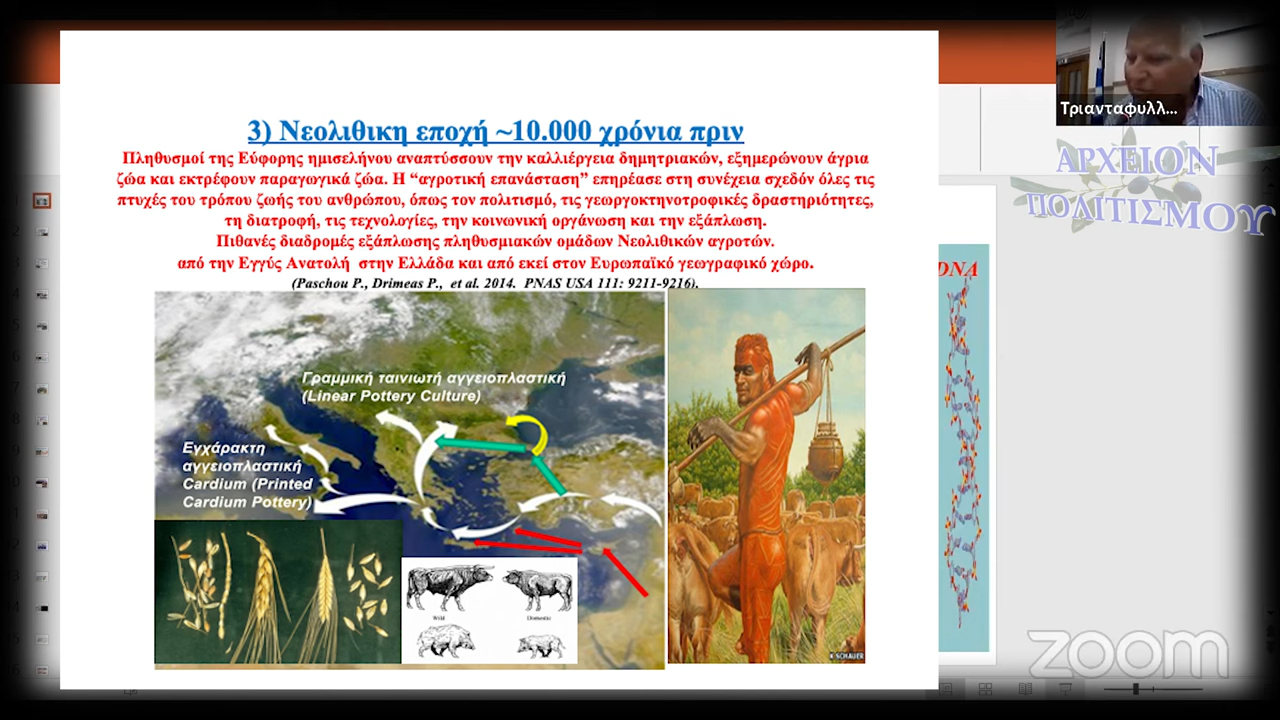 3) Νεολιθικη εποχή ~10.000 χρόνια πριν
Πληθυσμοί της Εύφορης ημισελήνου αναπτύσσουν την καλλιέργεια δημητριακών, εξημερώνουν άγρια
ζώα και εκτρέφουν παραγωγικά ζώα. Η “αγροτική επανάσταση” επηρέασε στη συνέχεια σχεδόν όλες τις
πτυχές του τρόπου ζωής του ανθρώπου, όπως τον πολιτισμό, τις γεωργοκτηνοτροφικές δραστηριότητες,
τη διατροφή, τις τεχνολογίες, την κοινωνική οργάνωση και την εξάπλωση.
Πιθανές διαδρομές εξάπλωσης πληθυσμιακών ομάδων Νεολιθικών αγροτών.
από την Εγγύς Ανατολή στην Ελλάδα και από εκεί στον Ευρωπαϊκό γεωγραφικό χώρο.
(Paschou P., Drimeas P., et al. 2014. PNAS USA 111: 9211-9216).
Γραμμική ταινιωτή αγγειοπλαστική
(Linear Pottery Culture)
Εγχάρακτη
αγγειοπλαστική
Cardium (Printed
Cardium Pottery)
Wild
Domestic
K SCHAUER
Τριανταφυλλ...
ΑΡΧΕΙΟΝ
ΠΟΛΙΤΙΣΜΟΥ
DNA
zoom